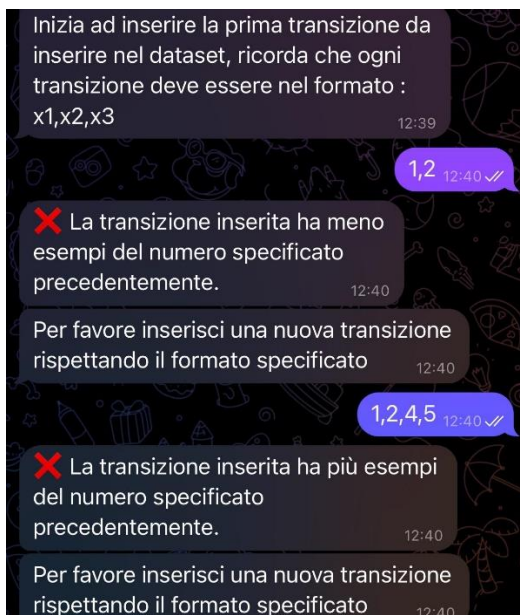 Inizia ad inserire la prima transizione da
inserire nel dataset, ricorda che ogni
transizione deve essere nel formato :
x1,x2,x3
12:39
1,2 12:40
❌ La transizione inserita ha meno
esempi del numero specificato
precedentemente.
12:40
Per favore inserisci una nuova transizione
rispettando il formato specificato 12:40
1,2,4,5 12:40
❌ La transizione inserita ha più esempi
del numero specificato
precedentemente.
12:40
Per favore inserisci una nuova transizione
rispettando il formato specificato 12:40